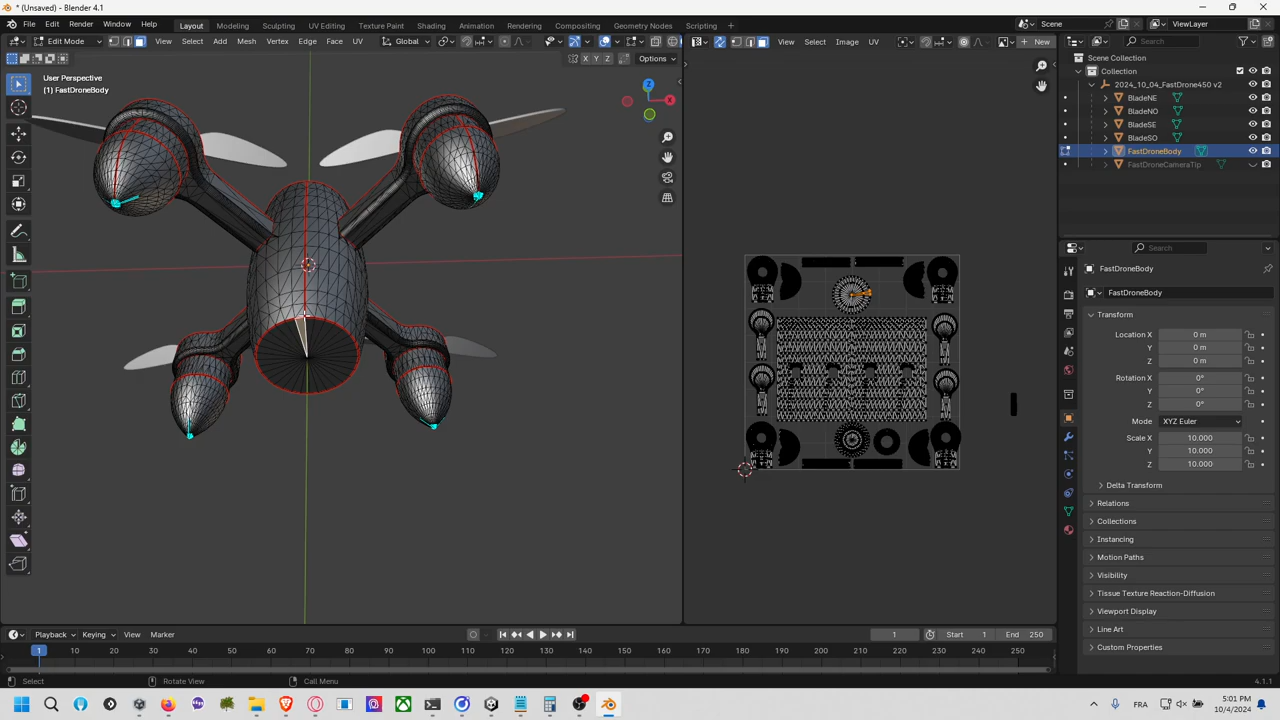 * (Unsaved) - Blender 4.1
File Edit Render Window Help Layout Modeling Sculpting UV Editing Texture Paint Shading Animation Rendering Compositing Geometry Nodes Scripting + Scene ViewLayer
Edit Mode View Select Add Mesh Vertex Edge Face UV Global View Select Image UV New Search
X Y Z Options
User Perspective
(1) FastDroneBody
Z
X
Scene Collection
Collection
2024_10_04_FastDrone450 v2
BladeNE
BladeNO
BladeSE
BladeSO
FastDroneBody
FastDroneCameraTip
Search
FastDroneBody
FastDroneBody
Transform
Location X 0 m
Y 0 m
Z 0 m
Rotation X 0°
Y 0°
Z 0°
Mode XYZ Euler
Scale X 10.000
Y 10.000
Z 10.000
Delta Transform
Relations
Collections
Instancing
Motion Paths
Visibility
Tissue Texture Reaction-Diffusion
Viewport Display
Line Art
Custom Properties
Playback Keying View Marker 1 Start 1 End 250
1 10 20 30 40 50 60 70 80 90 100 110 120 130 140 150 160 170 180 190 200 210 220 230 240 250
Select Rotate View Call Menu 4.1.1
FRA 5:01 PM
10/4/2024